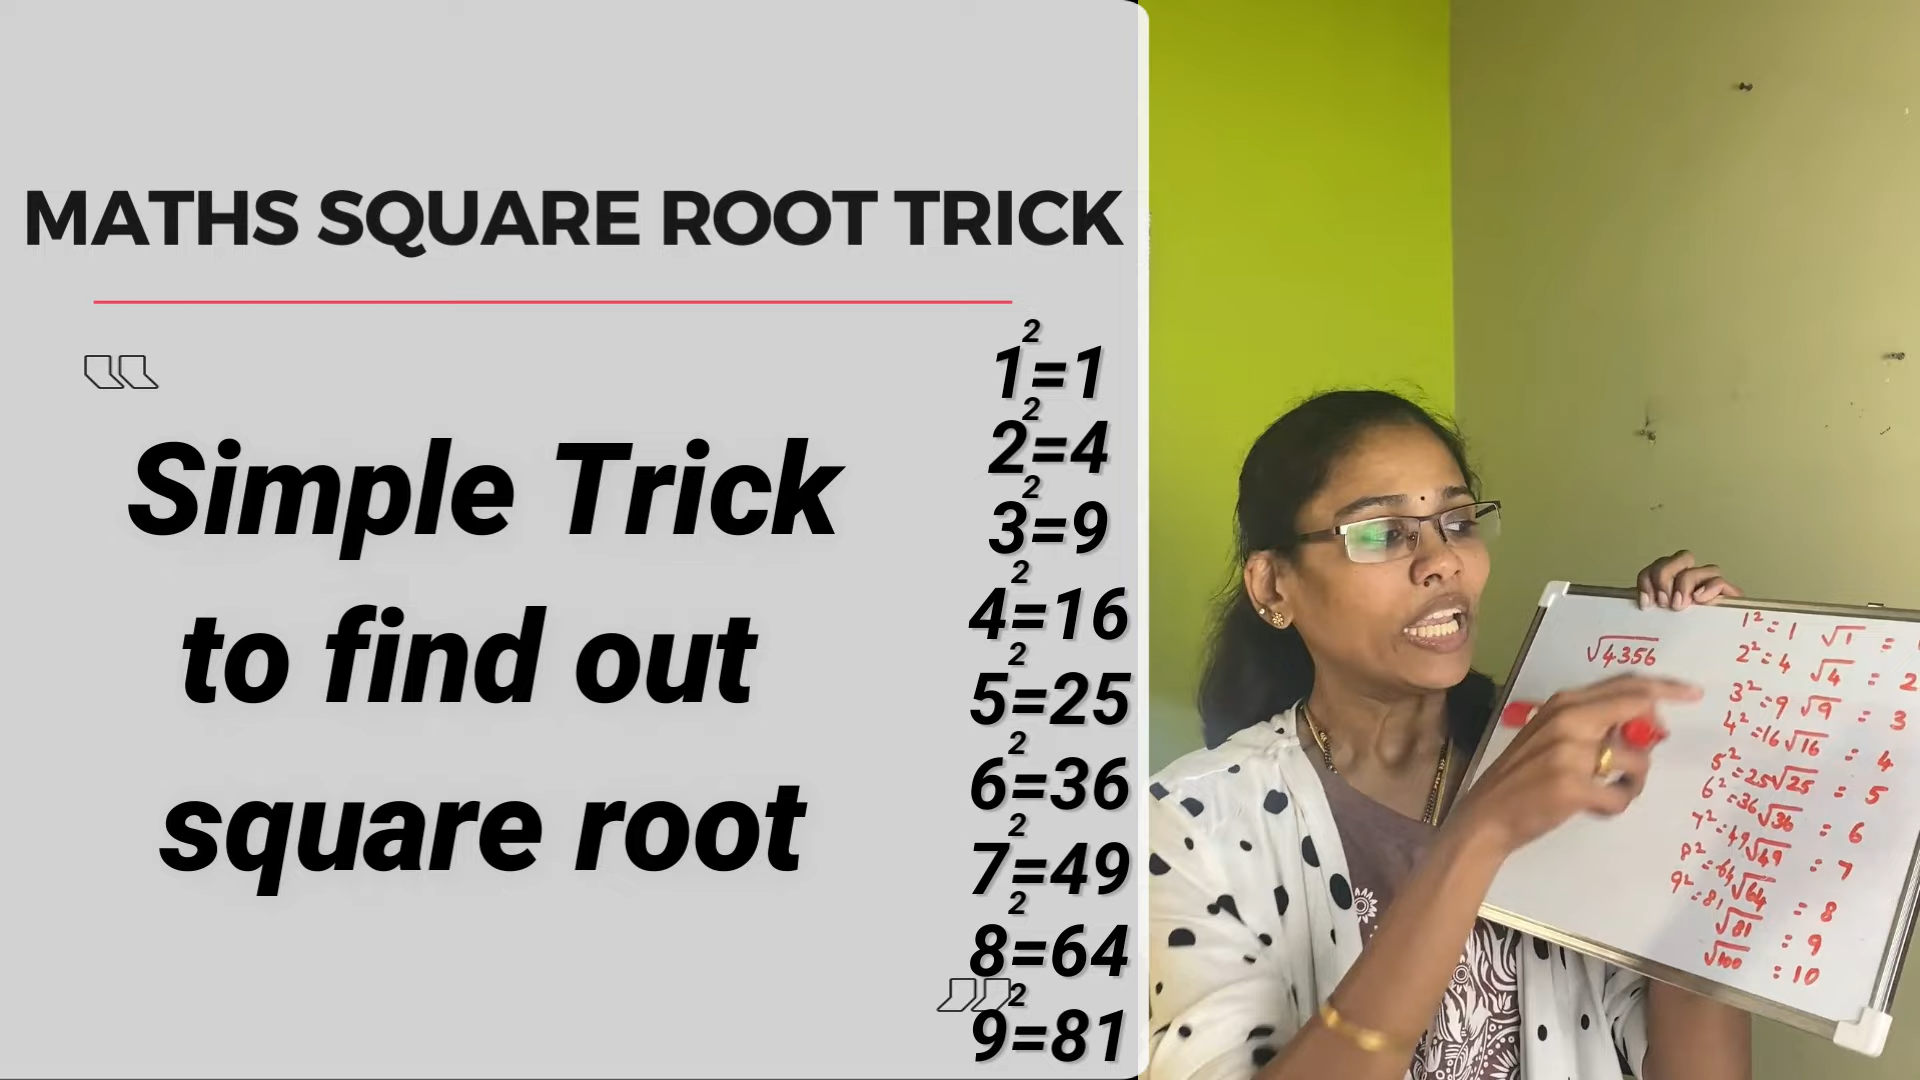 MATHS SQUARE ROOT TRICK
Simple Trick
to find out
square root
1²=1
2²=4
3²=9
4²=16
5²=25
6²=36
7²=49
8²=64
9²=81
√4356
1²=1 √1 =
2²=4 √4 = 2
3²=9 √9 = 3
4²=16 √16 = 4
5²=25 √25 = 5
6²=36 √36 = 6
7²=49 √49 = 7
8²=64 √64 = 8
9²=81 √81 = 9
√100 = 10